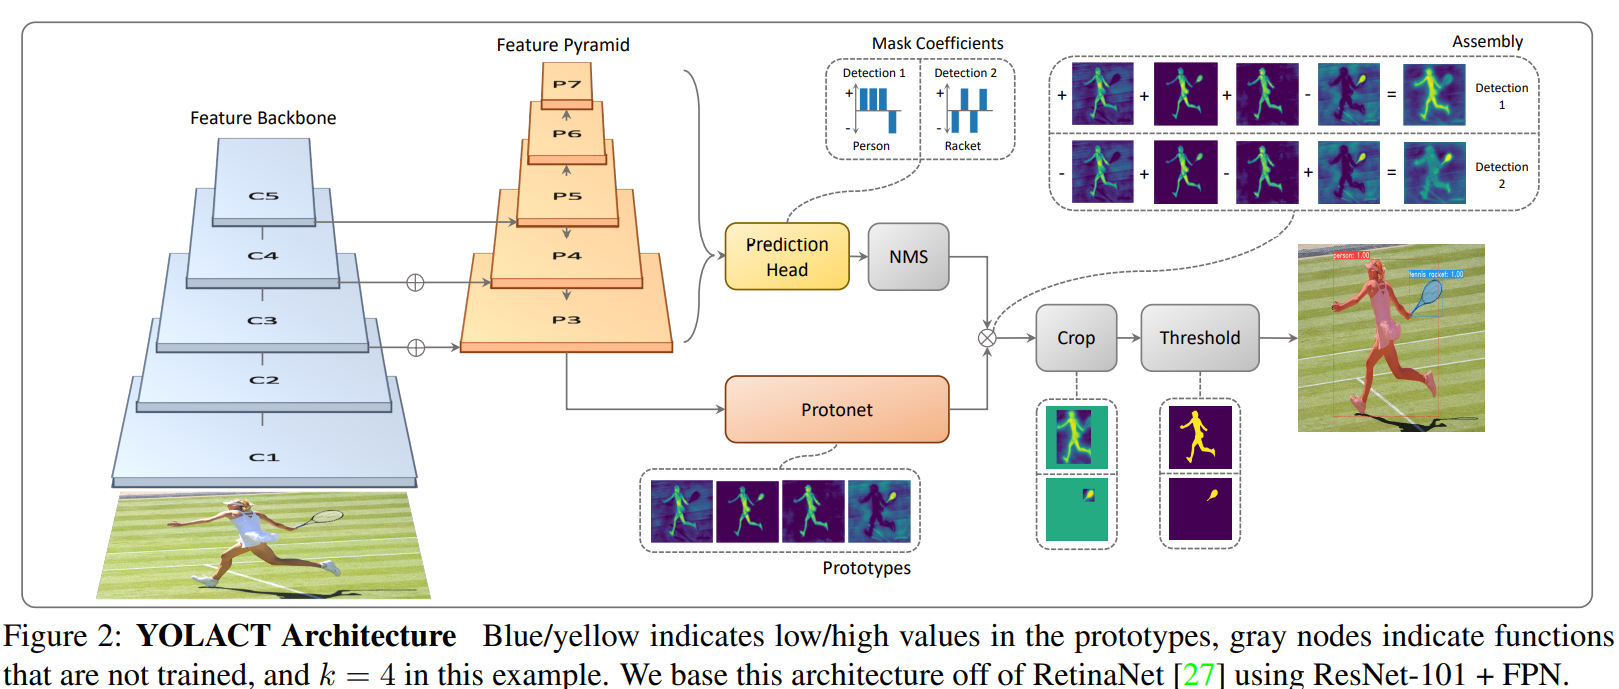 Feature Backbone
C5
C4
C3
C2
C1
Feature Pyramid
P7
P6
P5
P4
P3
Mask Coefficients
Detection 1
+
-
Person
Detection 2
+
-
Racket
Prediction
Head
NMS
Protonet
Prototypes
Assembly
+ + + - =
Detection
1
- + - + =
Detection
2
Crop
Threshold
person: 1.00
tennis racket: 1.00
Figure 2: YOLACT Architecture Blue/yellow indicates low/high values in the prototypes, gray nodes indicate functions
that are not trained, and k = 4 in this example. We base this architecture off of RetinaNet [27] using ResNet-101 + FPN.